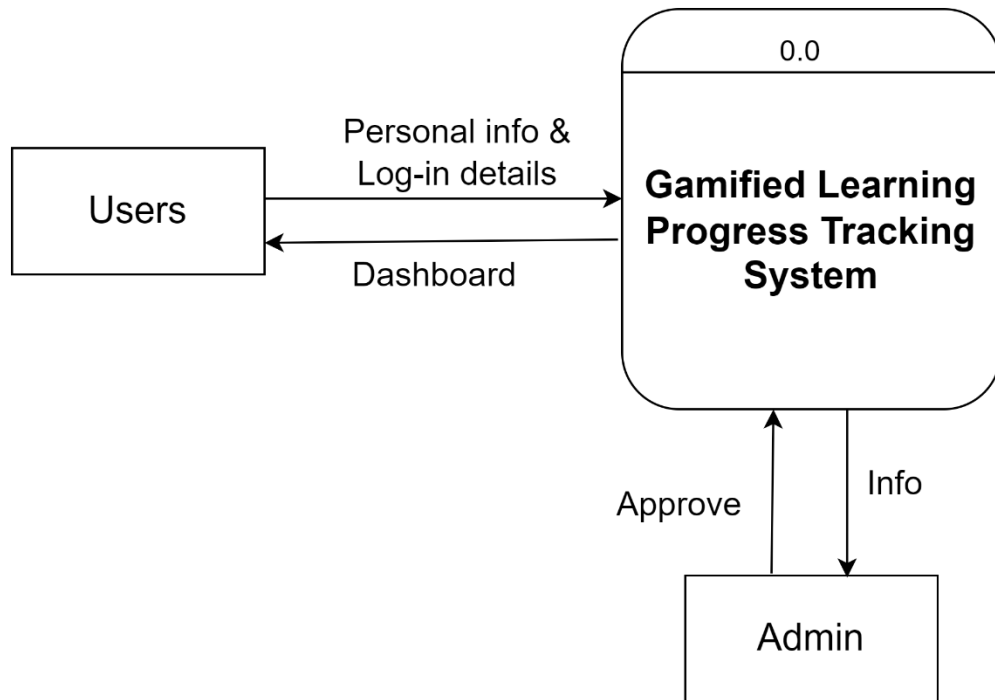 0.0
Personal info &
Log-in details
Users
Gamified Learning
Progress Tracking
System
Dashboard
Approve
Info
Admin